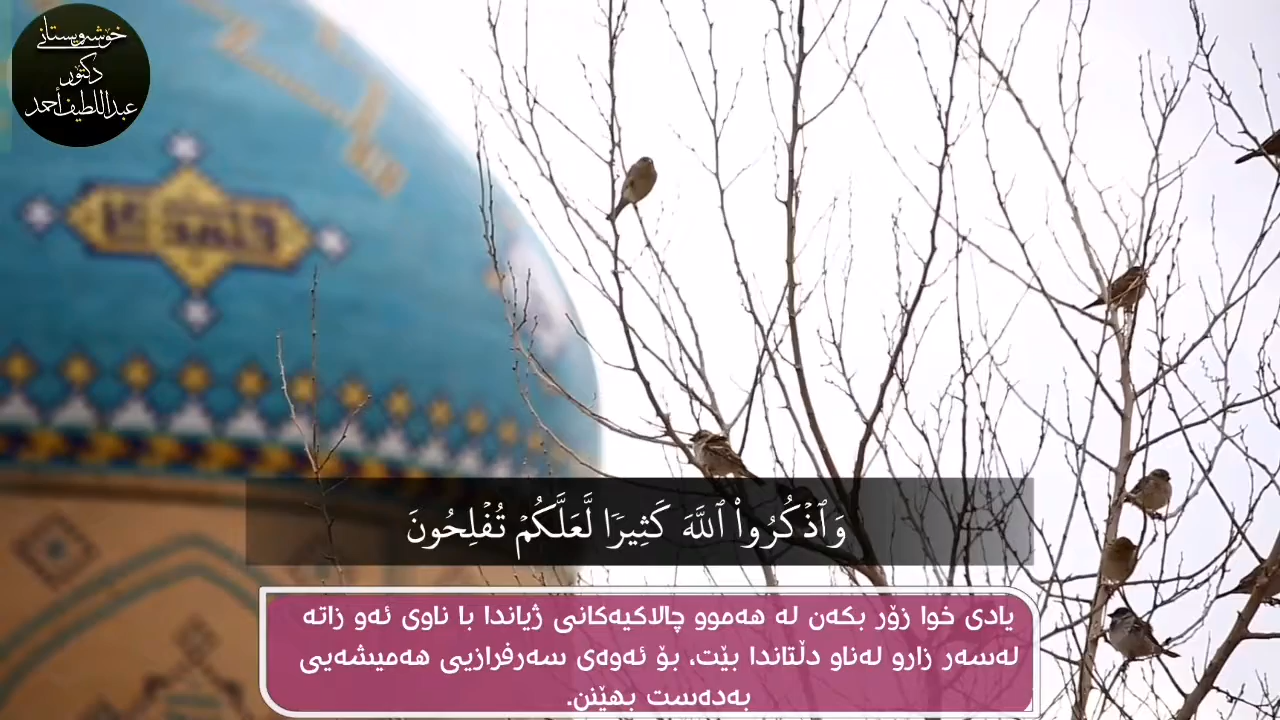 خۆشەویستانی
دکتۆر
عبداللطيف أحمد
وَٱذْكُرُوا۟ ٱللَّهَ كَثِيرًا لَّعَلَّكُمْ تُفْلِحُونَ
یادی خوا زۆر بکەن لە هەموو چالاکیەکانی ژیاندا با ناوی ئەو زاتە
لەسەر زارو لەناو دڵتاندا بێت، بۆ ئەوەی سەرفرازیی هەمیشەیی
بەدەست بهێنن.